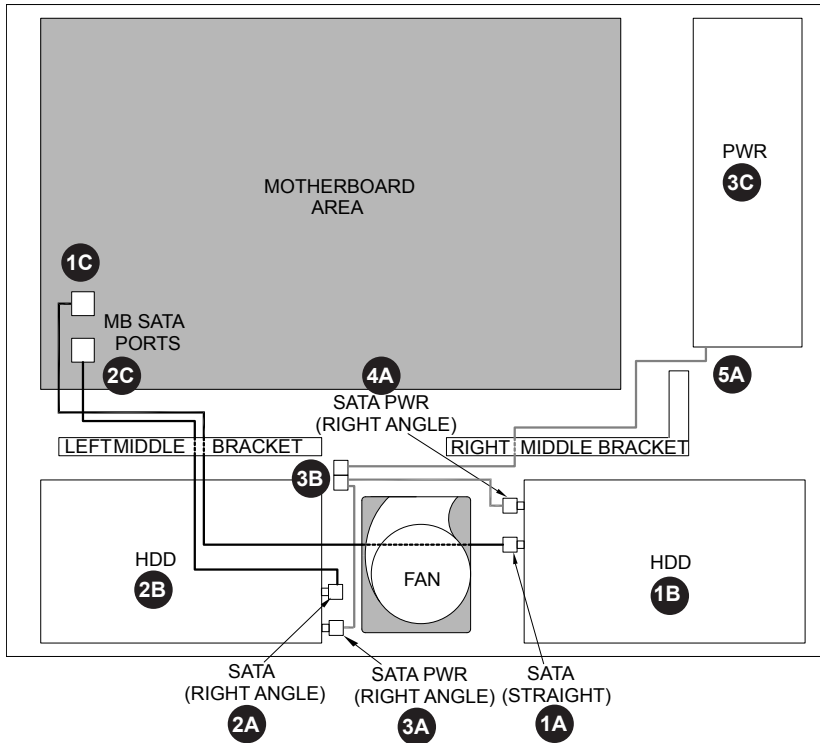 MOTHERBOARD
AREA
PWR
3C
1C
MB SATA
PORTS
2C
4A
5A
SATA PWR
(RIGHT ANGLE)
LEFT MIDDLE BRACKET
RIGHT MIDDLE BRACKET
3B
HDD
2B
FAN
HDD
1B
SATA
(RIGHT ANGLE)
2A
SATA PWR
(RIGHT ANGLE)
3A
SATA
(STRAIGHT)
1A